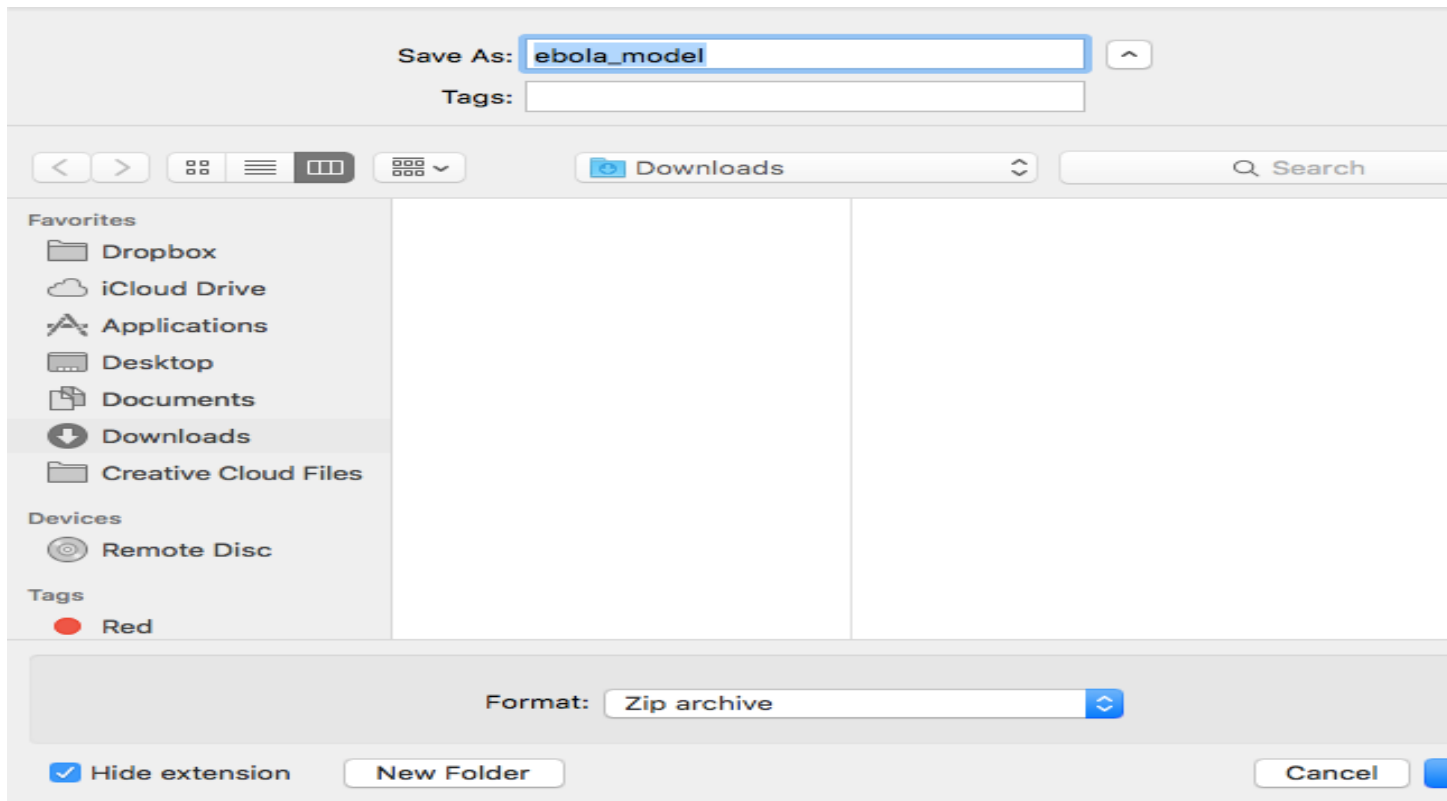 Save As: ebola_model
Tags:
Downloads
Search
Favorites
Dropbox
iCloud Drive
Applications
Desktop
Documents
Downloads
Creative Cloud Files
Devices
Remote Disc
Tags
Red
Format: Zip archive
Hide extension New Folder Cancel